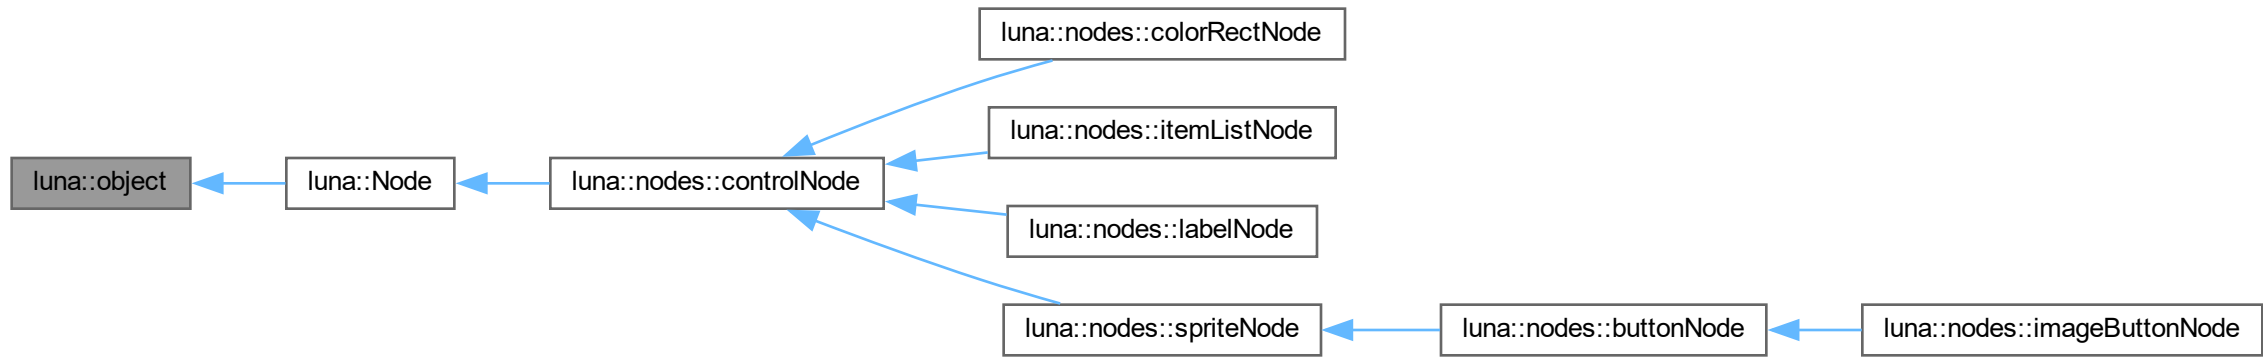 luna::nodes::colorRectNode
luna::nodes::itemListNode
luna::object
luna::Node
luna::nodes::controlNode
luna::nodes::labelNode
luna::nodes::spriteNode
luna::nodes::buttonNode
luna::nodes::imageButtonNode